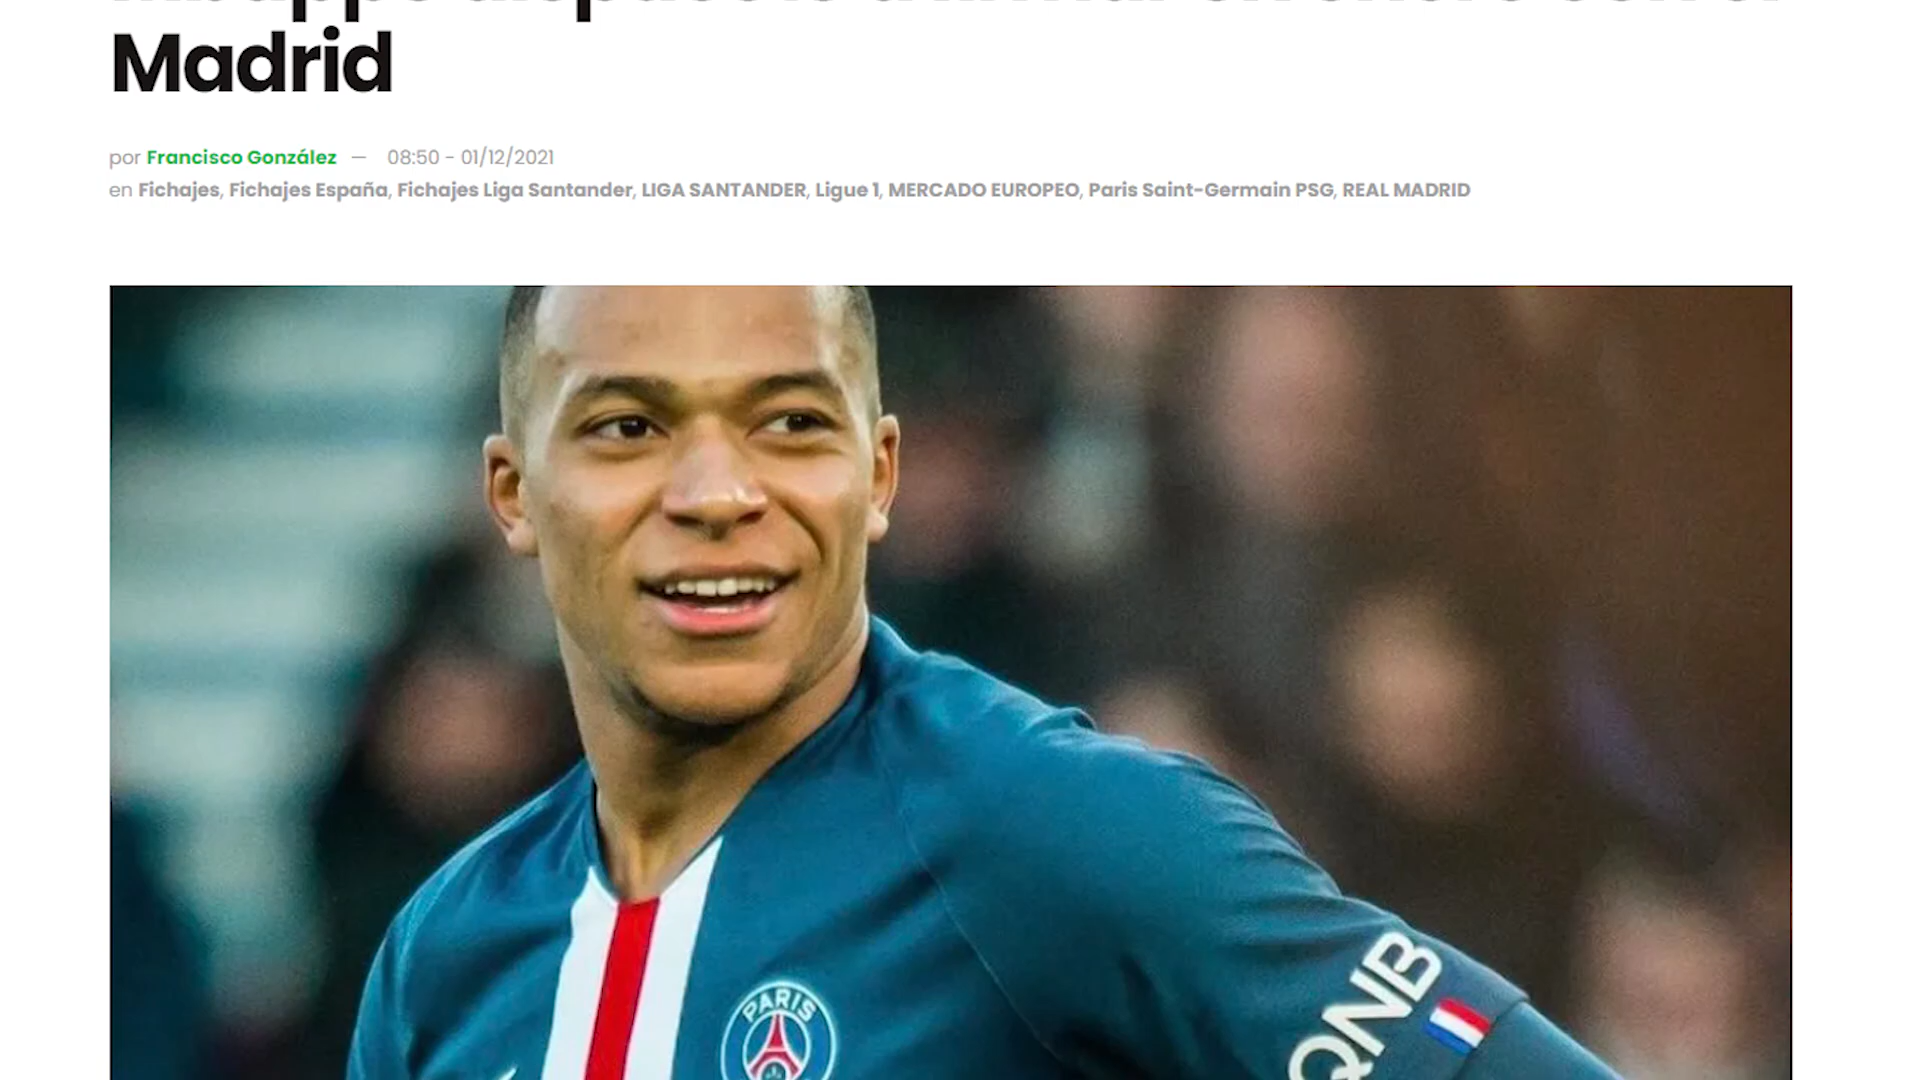 Madrid
por Francisco González — 08:50 - 01/12/2021
en Fichajes, Fichajes España, Fichajes Liga Santander, LIGA SANTANDER, Ligue 1, MERCADO EUROPEO, Paris Saint-Germain PSG, REAL MADRID
PARIS
QNB